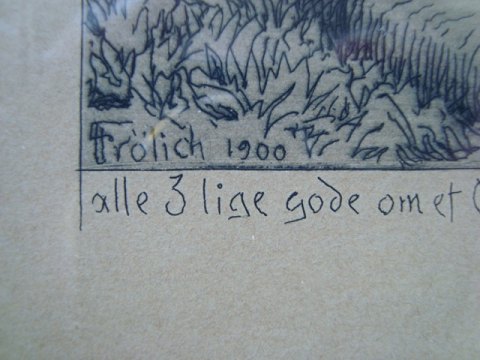 Frölich 1900
alle 3 lige gode om et